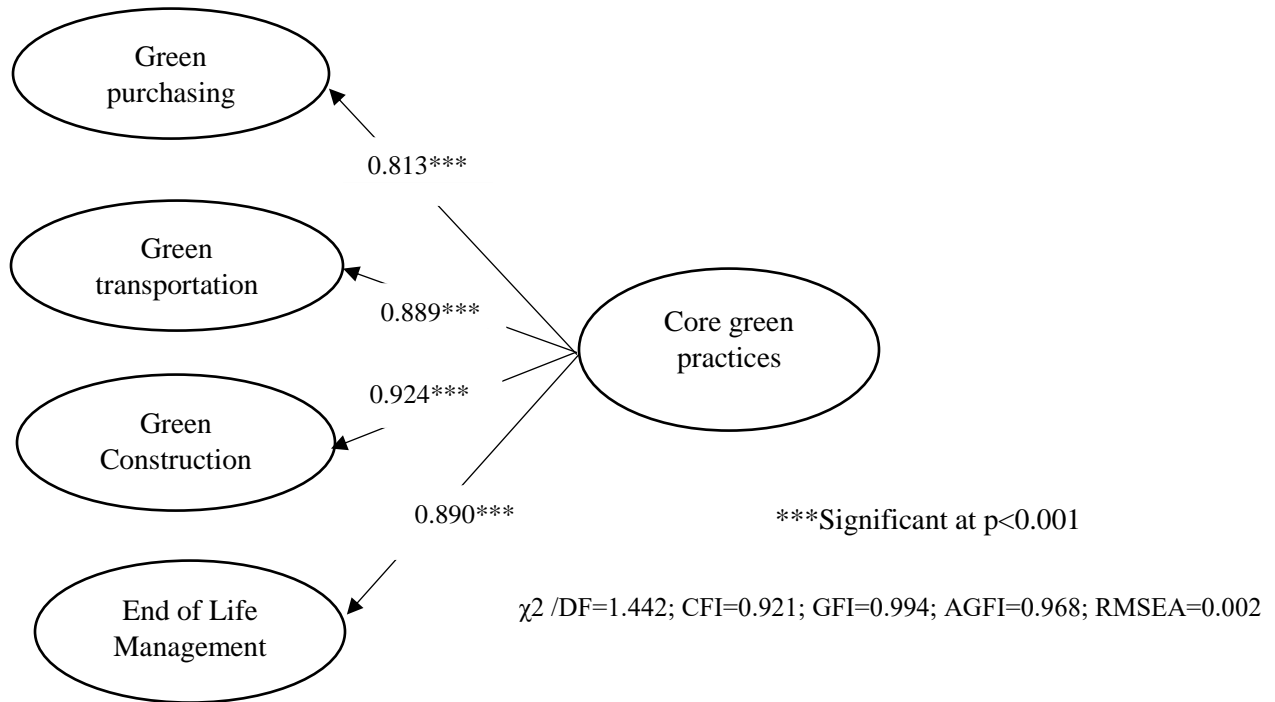 Green
purchasing
0.813***
Green
transportation
0.889***
Core green
practices
0.924***
Green
Construction
0.890***
***Significant at p<0.001
End of Life
Management
χ2 /DF=1.442; CFI=0.921; GFI=0.994; AGFI=0.968; RMSEA=0.002